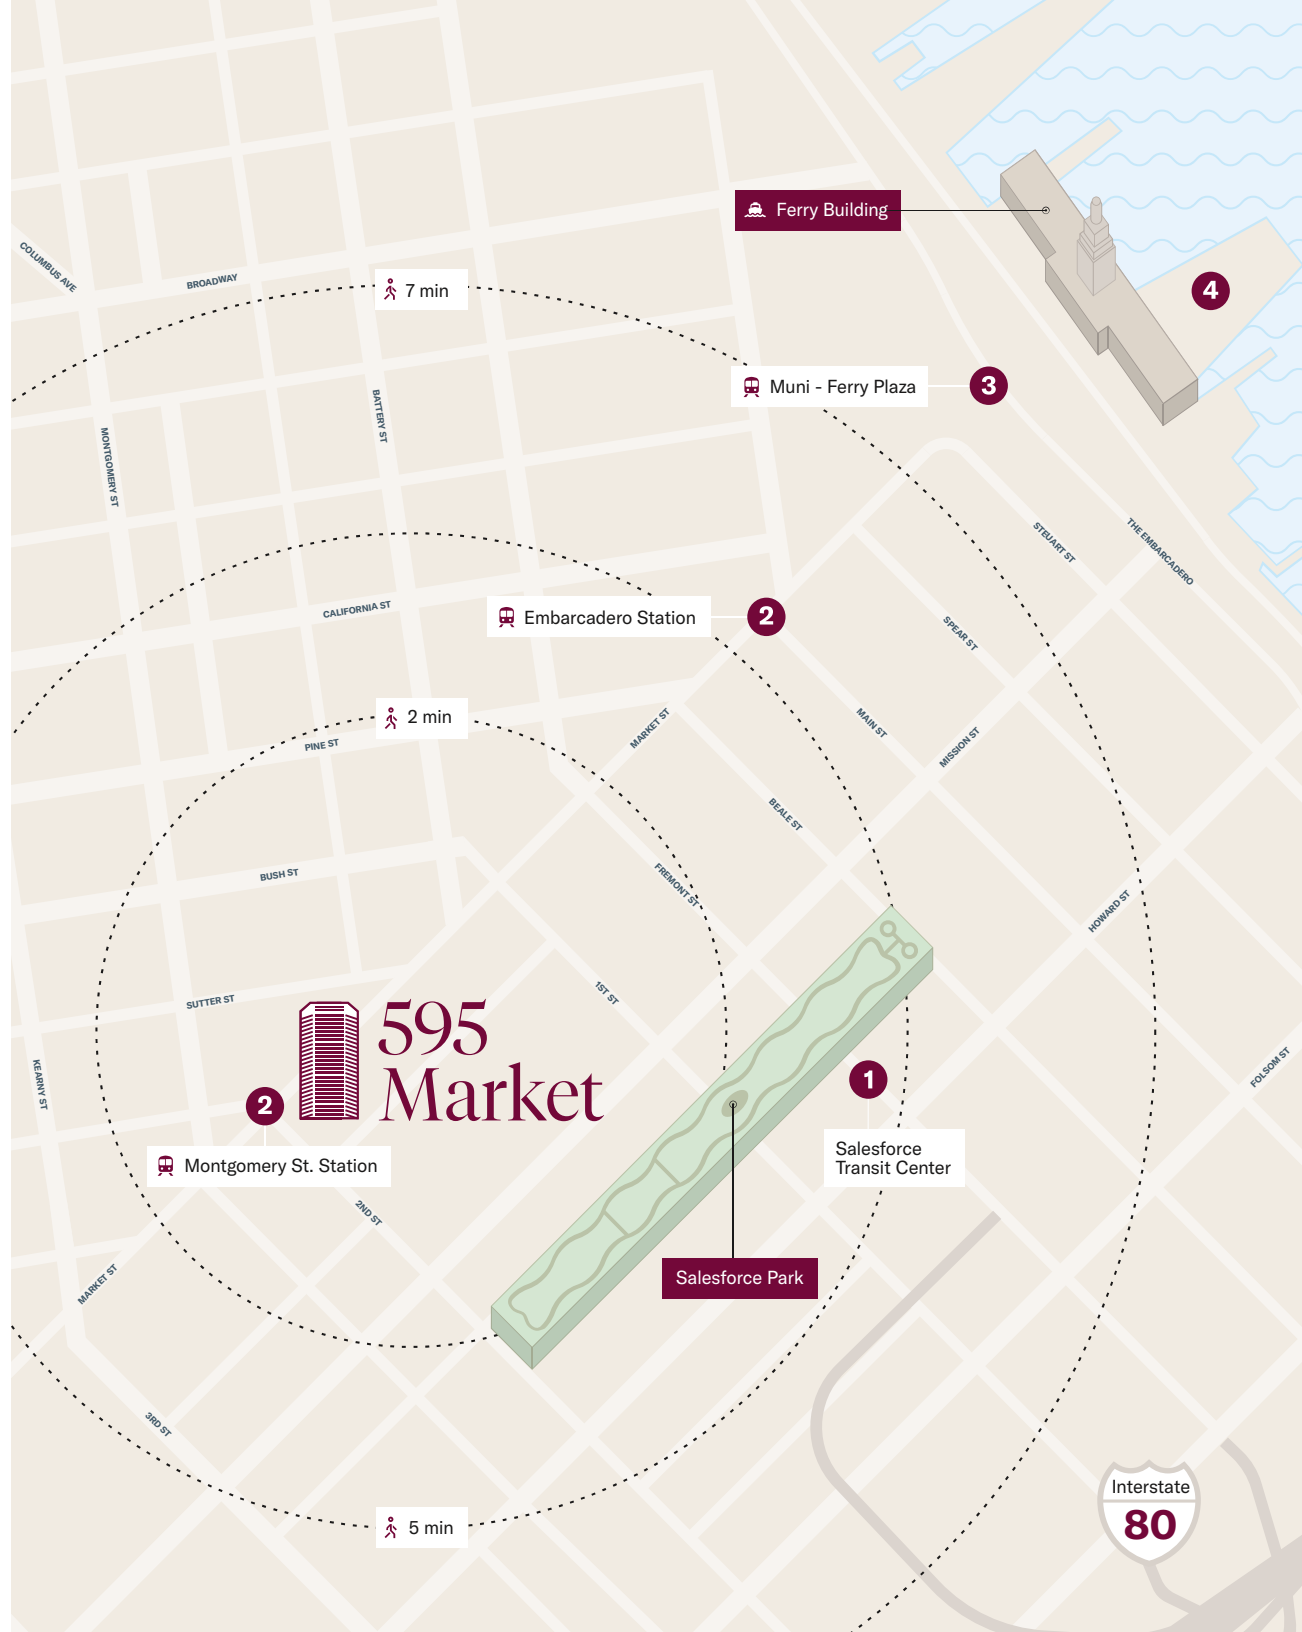 Ferry Building
COLUMBUS AVE
BROADWAY
7 min
4
Muni - Ferry Plaza
3
BATTERY ST
MONTGOMERY ST
STEUART ST
THE EMBARCADERO
CALIFORNIA ST
Embarcadero Station
2
SPEAR ST
2 min
MARKET ST
MAIN ST
MISSION ST
PINE ST
BEALE ST
BUSH ST
FREMONT ST
HOWARD ST
SUTTER ST
1ST ST
595
Market
KEARNY ST
1
FOLSOM ST
2
Salesforce
Transit Center
Montgomery St. Station
2ND ST
MARKET ST
Salesforce Park
3RD ST
Interstate
80
5 min